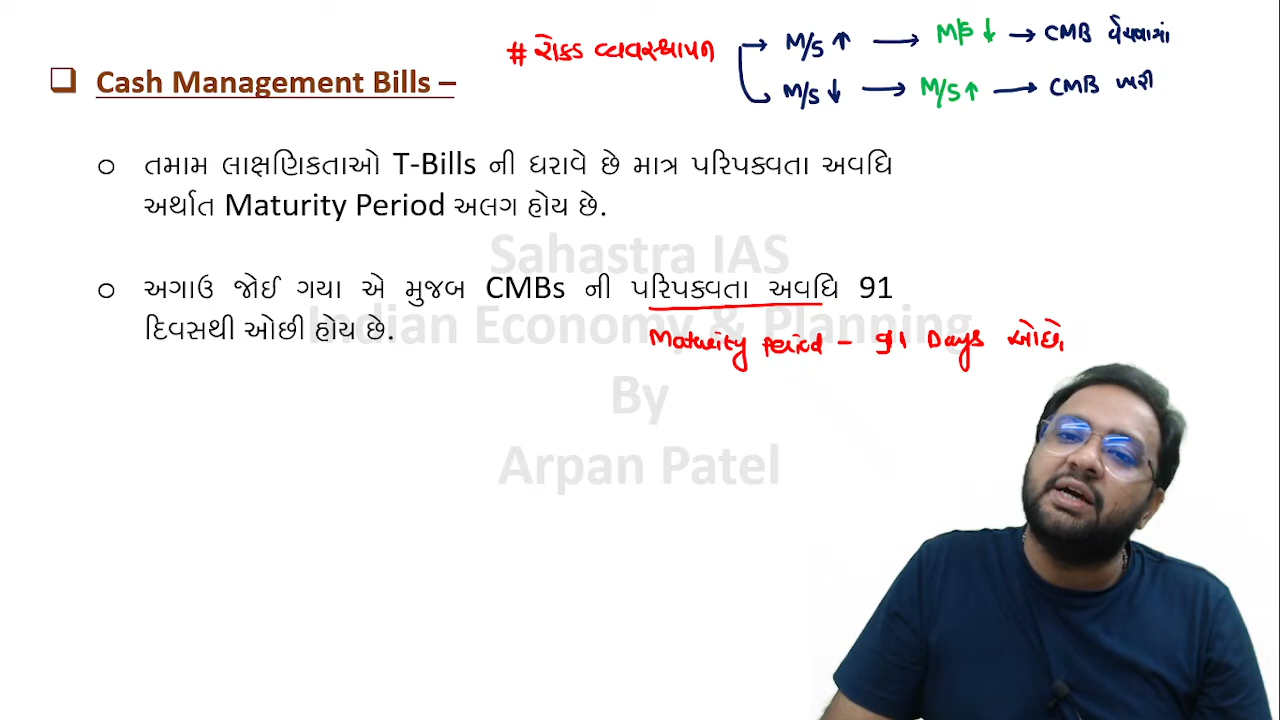 # રોકડ વ્યવસ્થાપન → M/S ↑ → M/S ↓ → CMB વેચવામાં
→ M/S ↓ → M/S ↑ → CMB ખરી
❑ Cash Management Bills –
○ તમામ લાક્ષણિકતાઓ T-Bills ની ધરાવે છે માત્ર પરિપક્વતા અવધિ
અર્થાત Maturity Period અલગ હોય છે.
○ અગાઉ જોઈ ગયા એ મુજબ CMBs ની પરિપક્વતા અવધિ 91
દિવસથી ઓછી હોય છે.
Maturity Period – 91 Days ઓછો
Sahastra IAS
Indian Economy & Planning
By
Arpan Patel